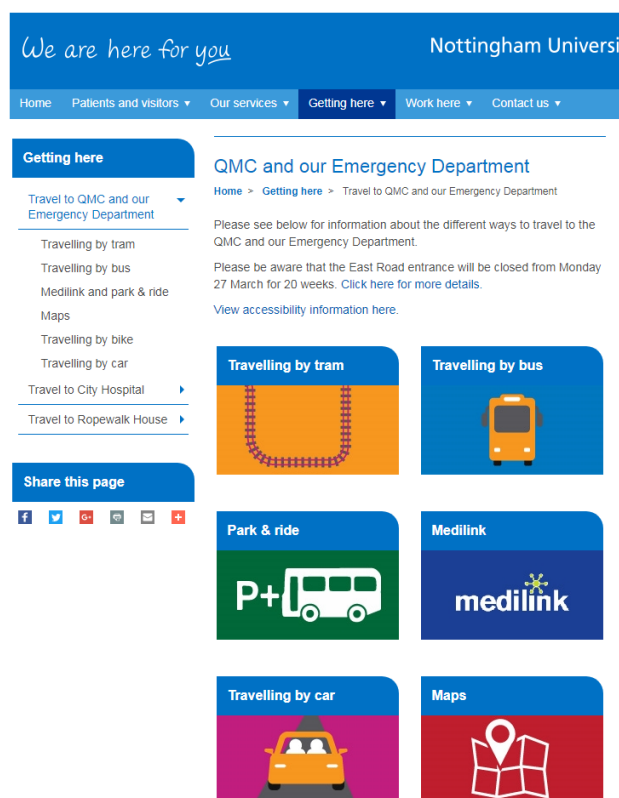 We are here for you
Nottingham Universi
Home Patients and visitors Our services Getting here Work here Contact us
Getting here
Travel to QMC and our
Emergency Department
Travelling by tram
Travelling by bus
Medilink and park & ride
Maps
Travelling by bike
Travelling by car
Travel to City Hospital
Travel to Ropewalk House
Share this page
f
G+
+
QMC and our Emergency Department
Home > Getting here > Travel to QMC and our Emergency Department
Please see below for information about the different ways to travel to the
QMC and our Emergency Department.
Please be aware that the East Road entrance will be closed from Monday
27 March for 20 weeks. Click here for more details.
View accessibility information here.
Travelling by tram
Travelling by bus
Park & ride
P+
Medilink
medilink
Travelling by car
Maps